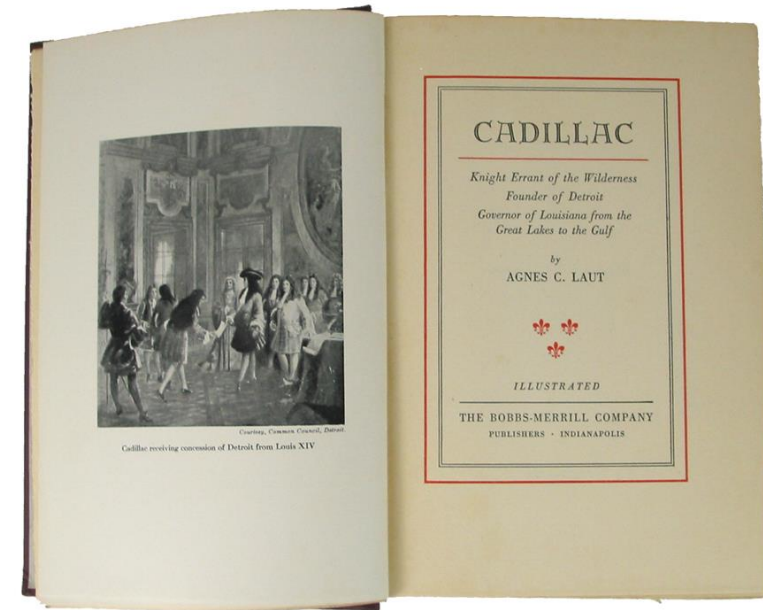 Courtesy, Common Council, Detroit.
Cadillac receiving concession of Detroit from Louis XIV
CADILLAC
Knight Errant of the Wilderness
Founder of Detroit
Governor of Louisiana from the
Great Lakes to the Gulf
by
AGNES C. LAUT
ILLUSTRATED
THE BOBBS-MERRILL COMPANY
PUBLISHERS · INDIANAPOLIS